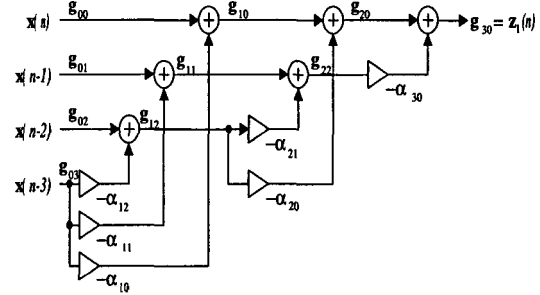 x(n) g00 g10 g20 g30 = z1(n)
x(n-1) g01 g11 g22 −α30
x(n-2) g02 g12 −α21
x(n-3) g03 −α12 −α20
−α11
−α10